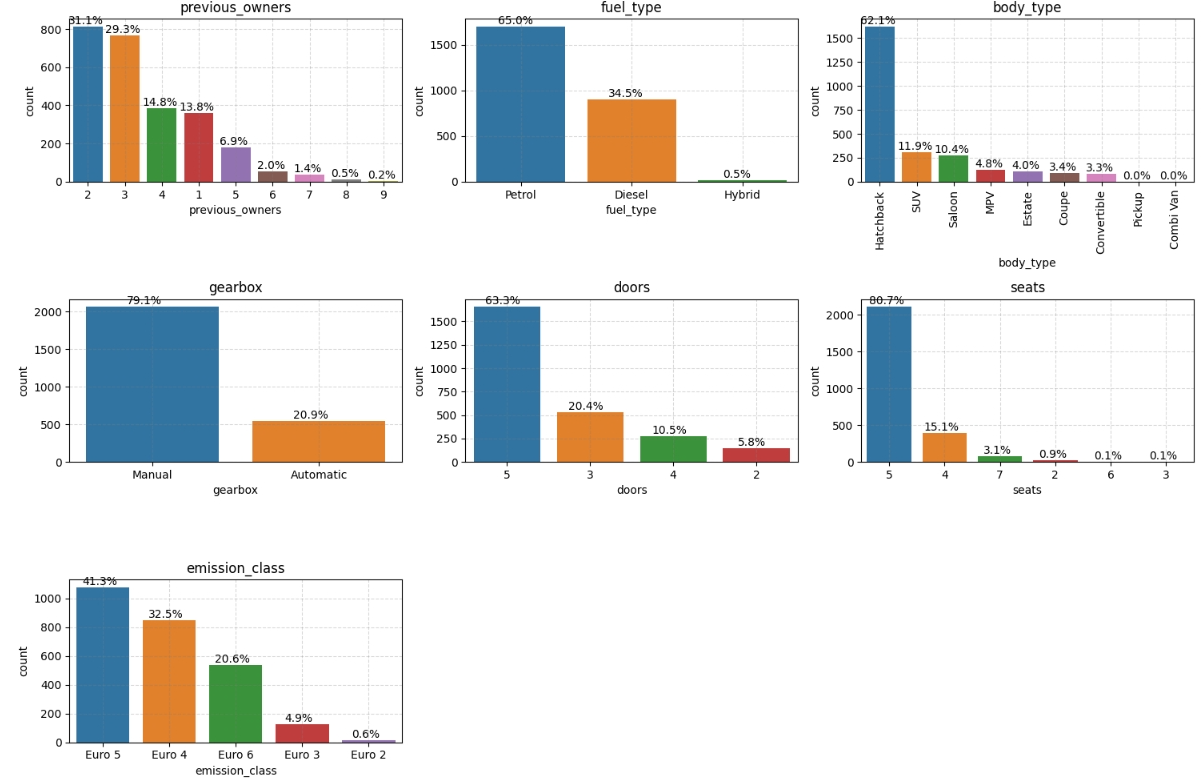 previous_owners
31.1%
29.3%
14.8%
13.8%
6.9%
2.0%
1.4%
0.5%
0.2%
800
600
400
200
0
count
2 3 4 1 5 6 7 8 9
previous_owners
fuel_type
65.0%
34.5%
0.5%
1500
1000
500
0
count
Petrol Diesel Hybrid
fuel_type
body_type
62.1%
11.9%
10.4%
4.8%
4.0%
3.4%
3.3%
0.0%
0.0%
1500
1250
1000
750
500
250
0
count
Hatchback
SUV
Saloon
MPV
Estate
Coupe
Convertible
Pickup
Combi Van
body_type
gearbox
79.1%
20.9%
2000
1500
1000
500
0
count
Manual Automatic
gearbox
doors
63.3%
20.4%
10.5%
5.8%
1500
1250
1000
750
500
250
0
count
5 3 4 2
doors
seats
80.7%
15.1%
3.1%
0.9%
0.1%
0.1%
2000
1500
1000
500
0
count
5 4 7 2 6 3
seats
emission_class
41.3%
32.5%
20.6%
4.9%
0.6%
1000
800
600
400
200
0
count
Euro 5 Euro 4 Euro 6 Euro 3 Euro 2
emission_class